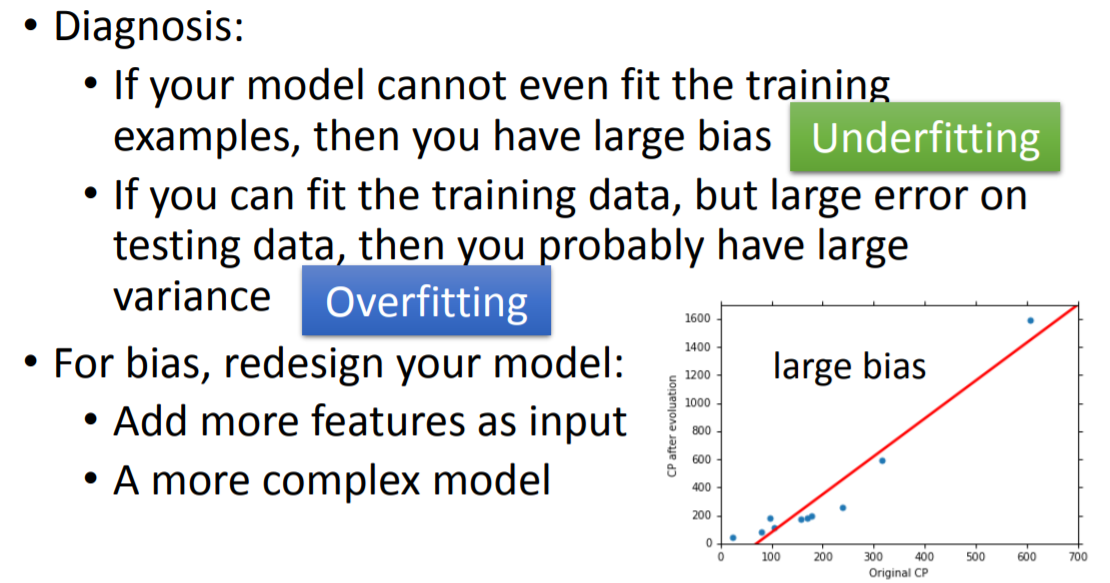 • Diagnosis:
• If your model cannot even fit the training
examples, then you have large bias
Underfitting
• If you can fit the training data, but large error on
testing data, then you probably have large
variance
Overfitting
• For bias, redesign your model:
• Add more features as input
• A more complex model
large bias
CP after evoluation
1600
1400
1200
1000
800
600
400
200
0
0 100 200 300 400 500 600 700
Original CP